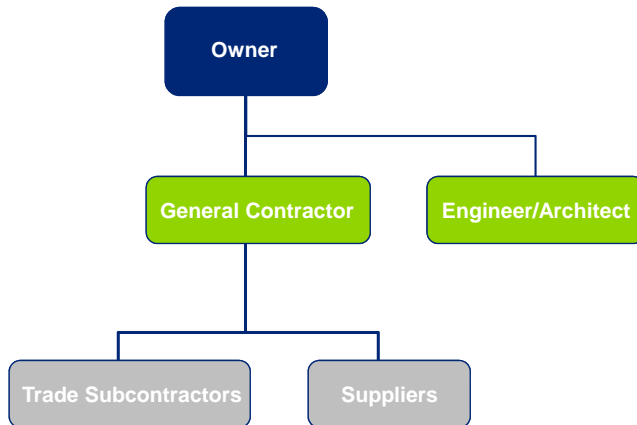 Owner
General Contractor
Engineer/Architect
Trade Subcontractors
Suppliers